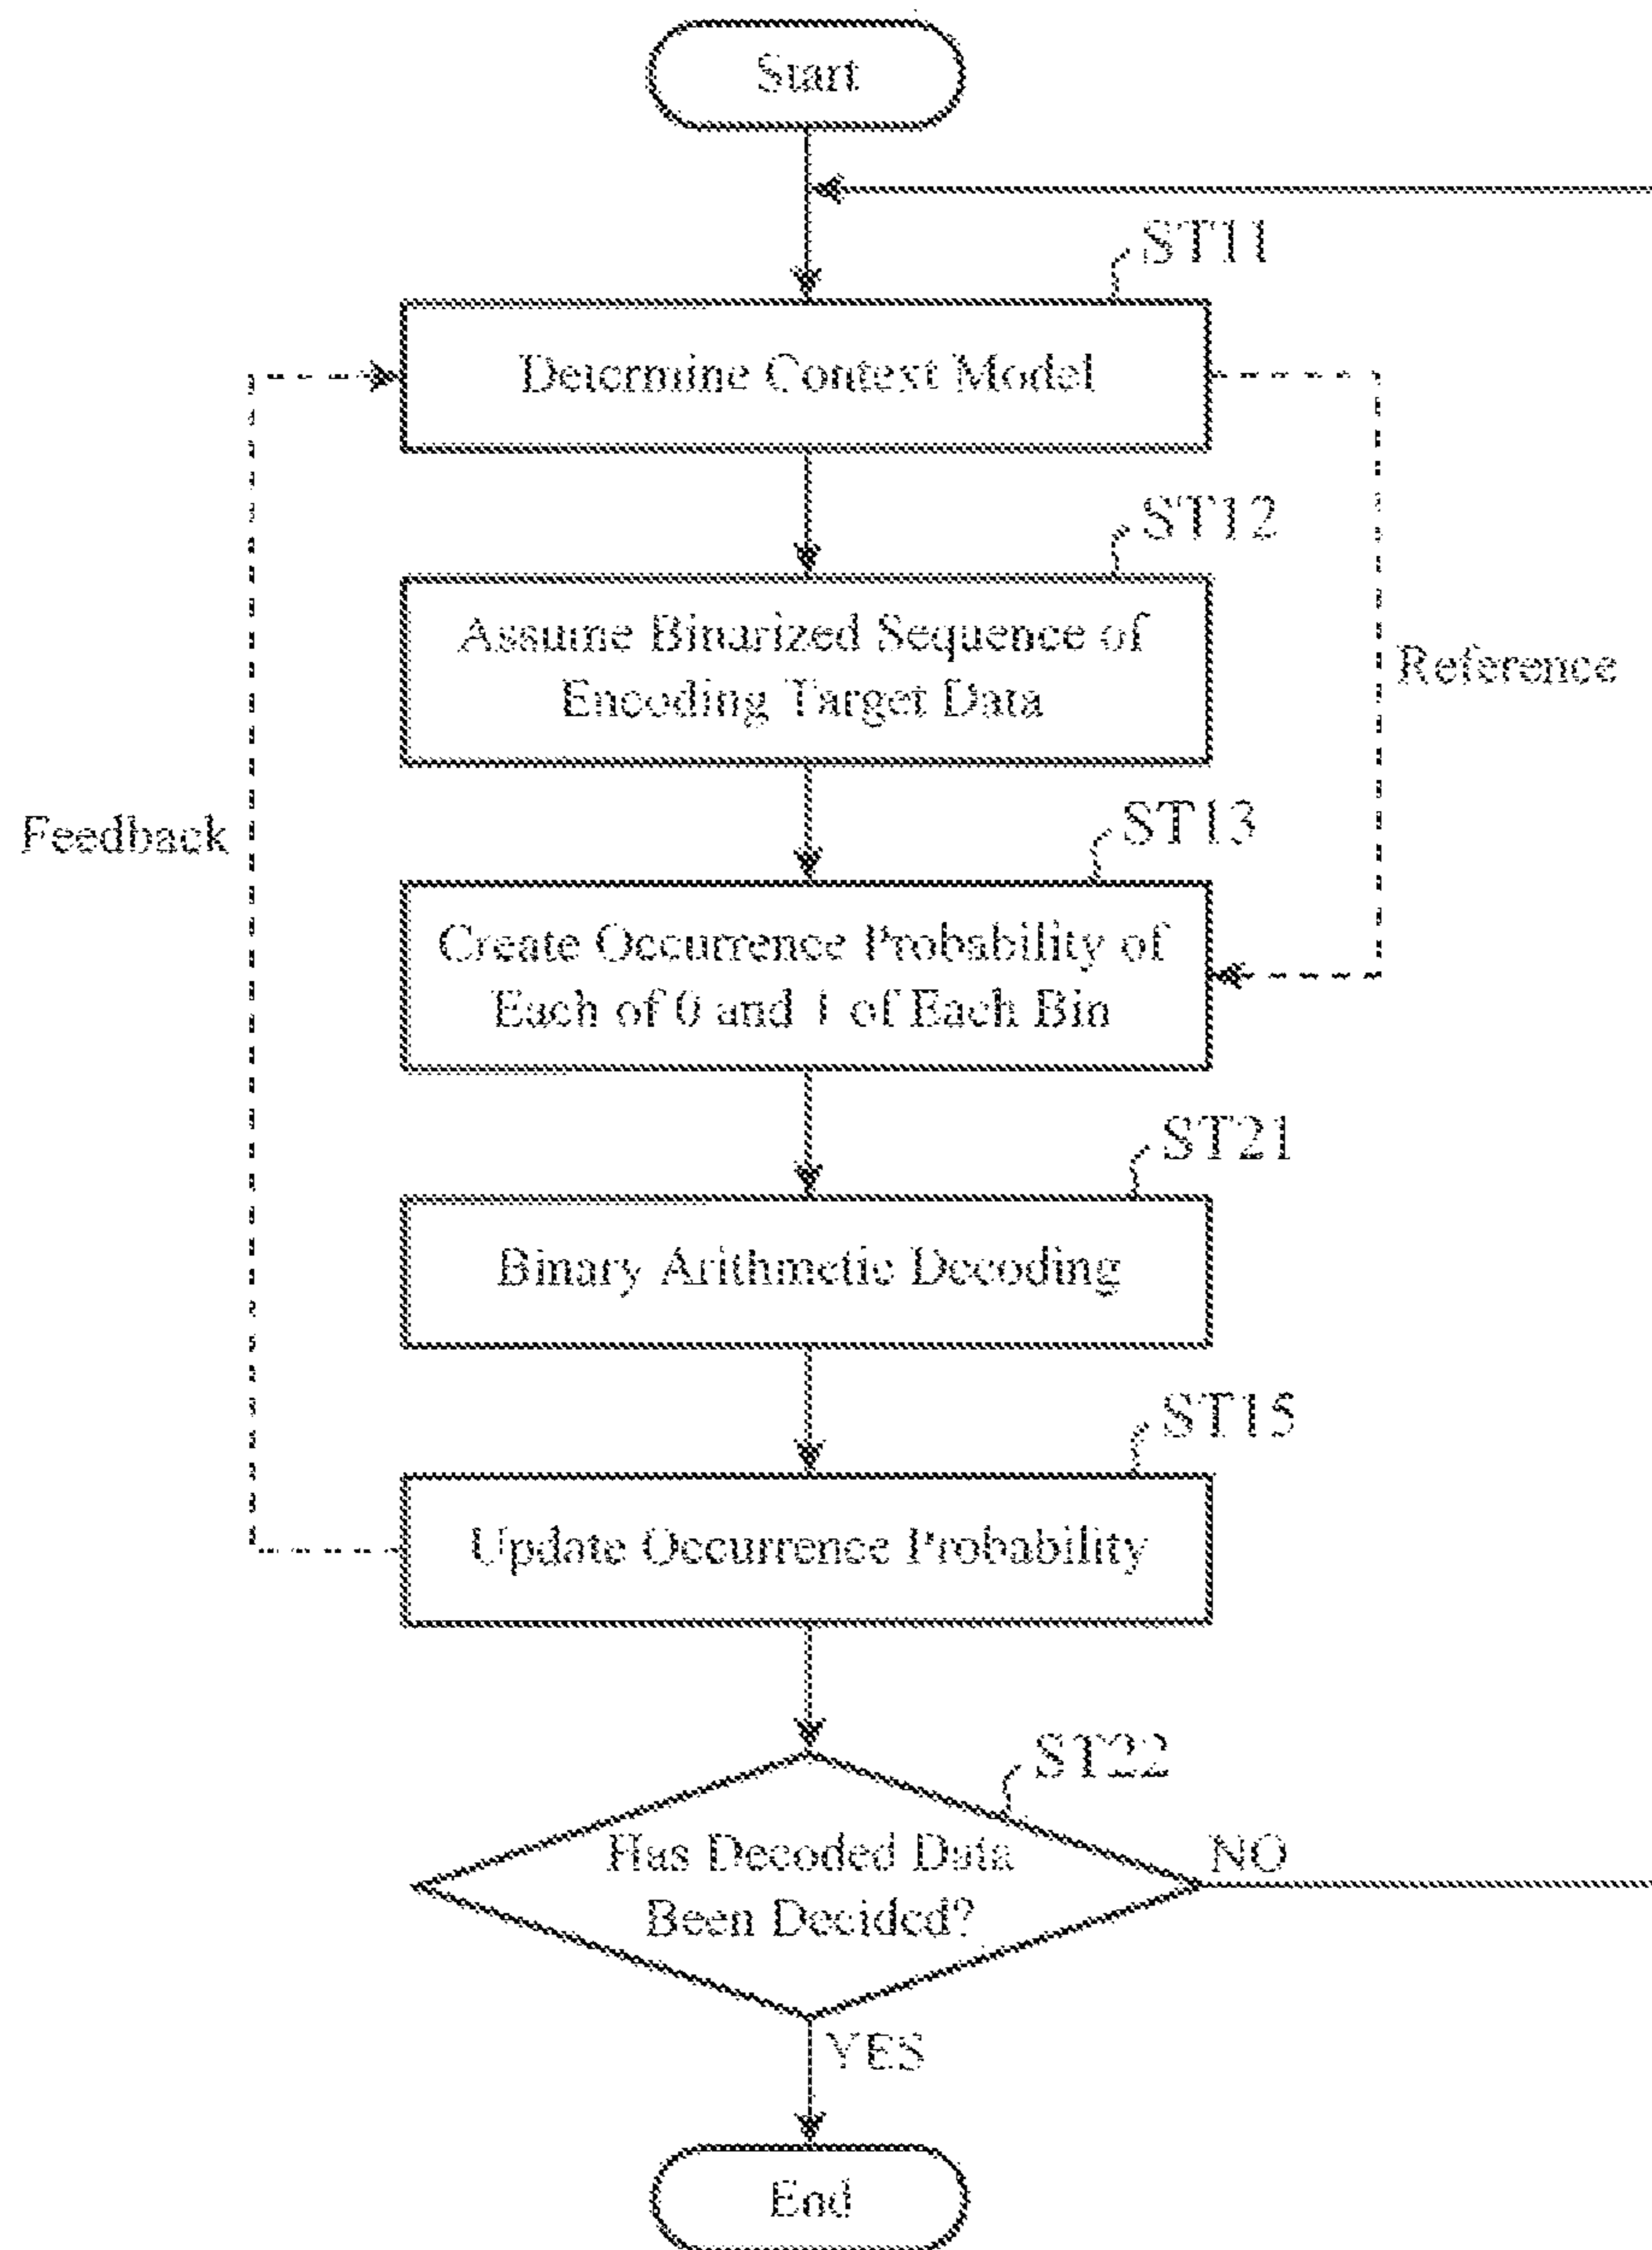 Start
ST11
Determine Context Model
ST12
Assume Binarized Sequence of
Encoding Target Data
Reference
Feedback
ST13
Create Occurrence Probability of
Each of 0 and 1 of Each Bin
ST21
Binary Arithmetic Decoding
ST15
Update Occurrence Probability
ST22
Has Decoded Data
Been Decided?
NO
YES
End